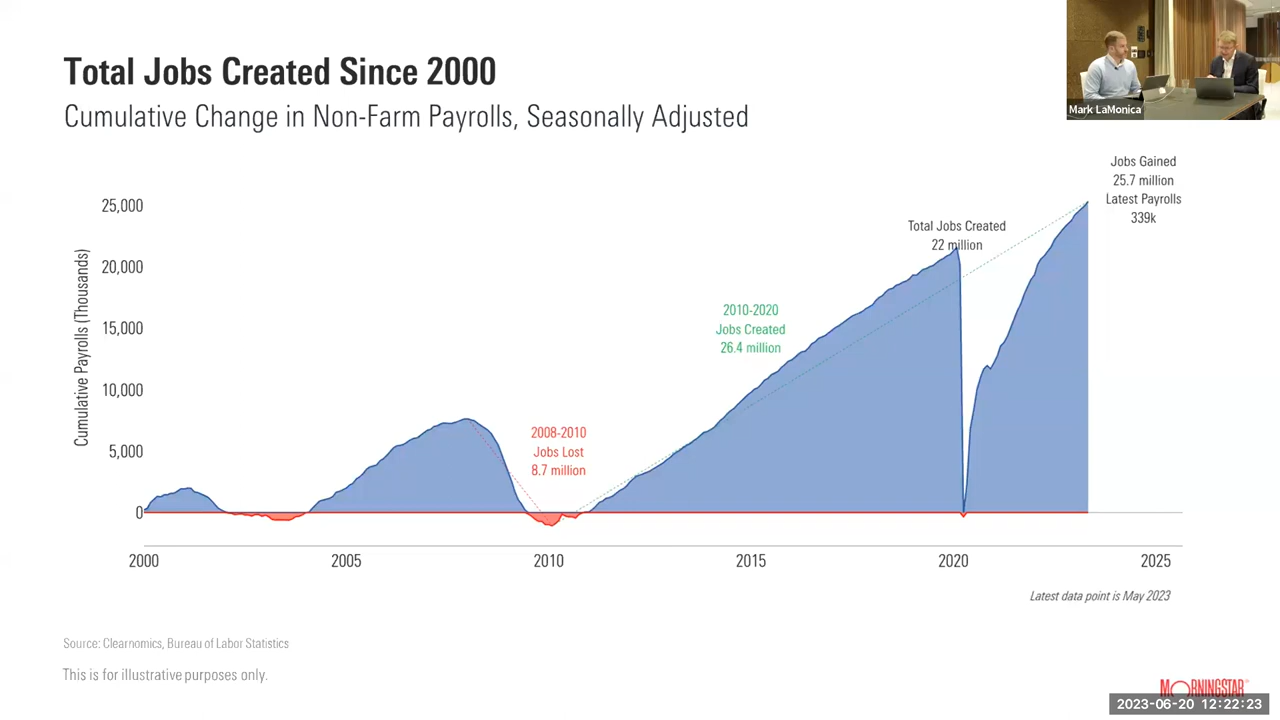 Total Jobs Created Since 2000
Cumulative Change in Non-Farm Payrolls, Seasonally Adjusted
Mark LaMonica
Jobs Gained
25.7 million
Latest Payrolls
339k
Total Jobs Created
22 million
2010-2020
Jobs Created
26.4 million
2008-2010
Jobs Lost
8.7 million
Cumulative Payrolls (Thousands)
25,000
20,000
15,000
10,000
5,000
0
2000 2005 2010 2015 2020 2025
Latest data point is May 2023
Source: Clearnomics, Bureau of Labor Statistics
This is for illustrative purposes only.
MORNINGSTAR®
2023-06-20 12:22:23